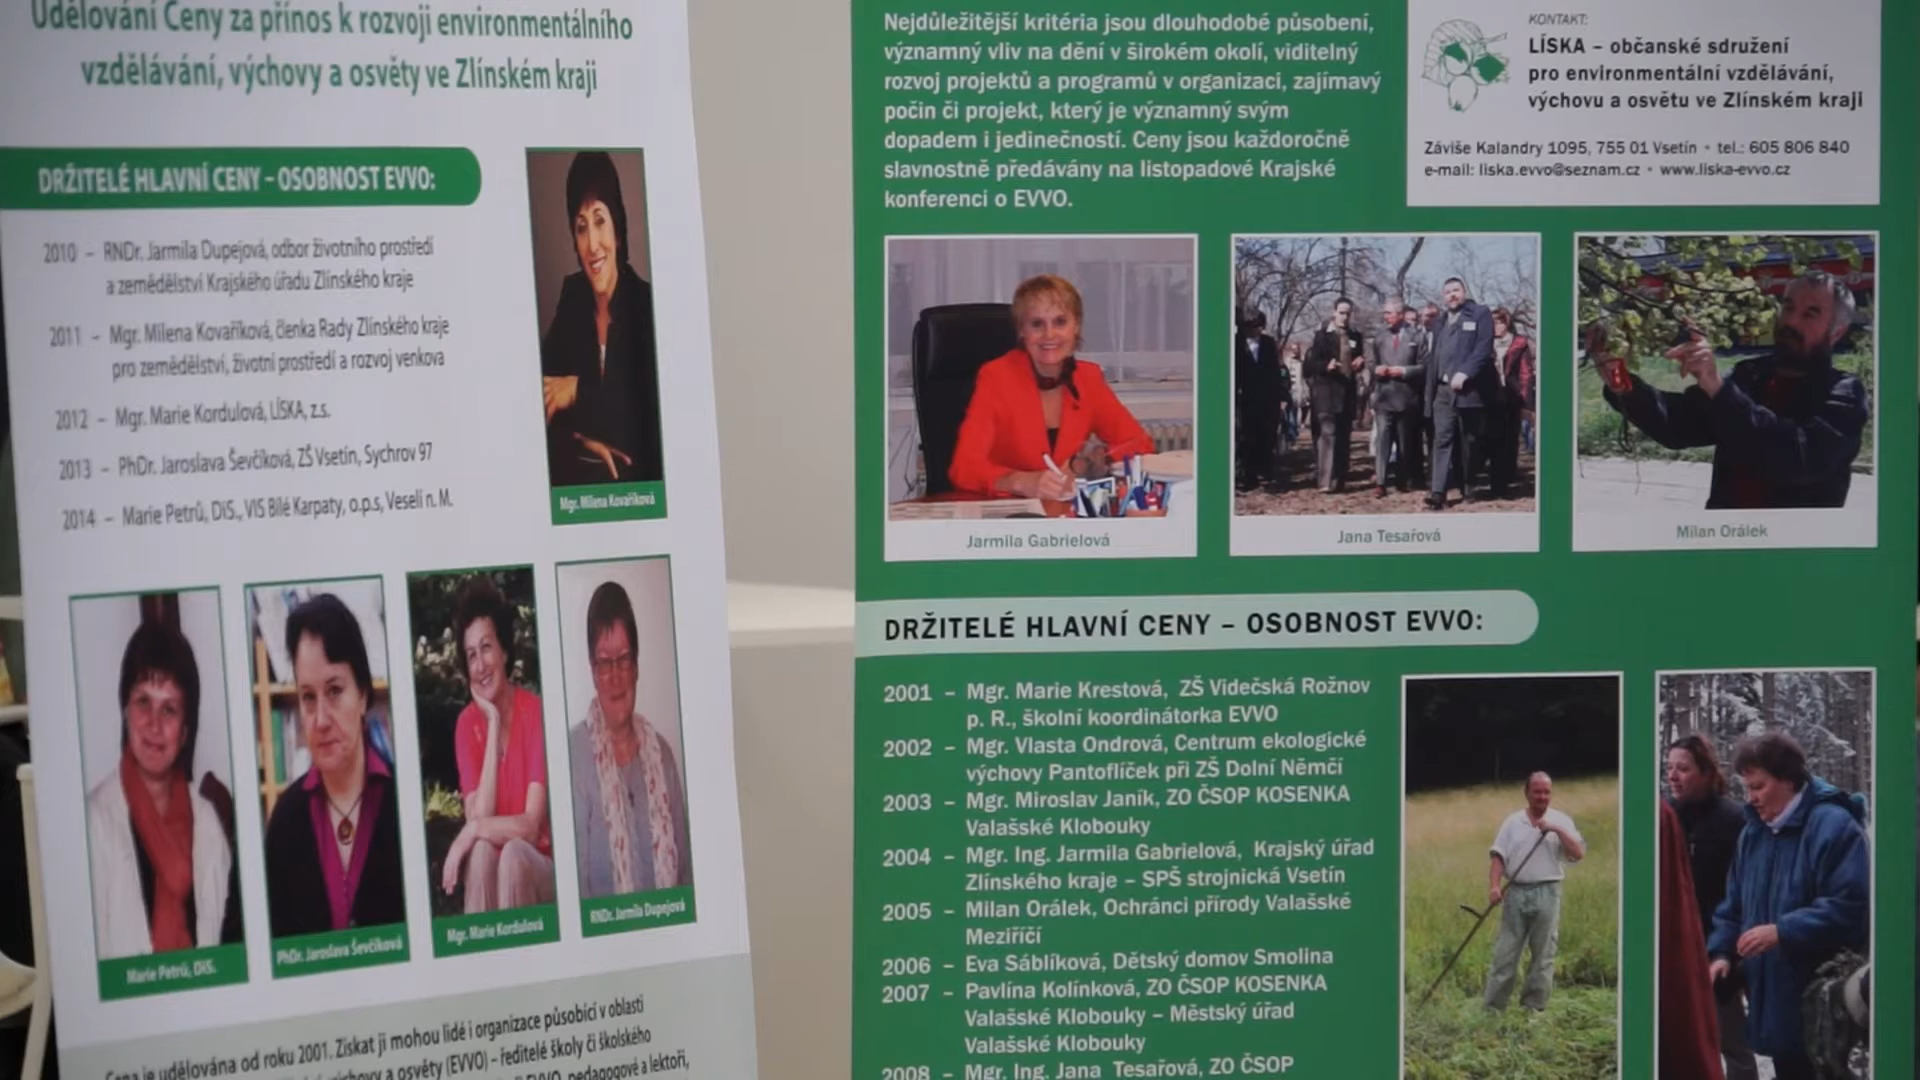 Udělování Ceny za přínos k rozvoji environmentálního
vzdělávání, výchovy a osvěty ve Zlínském kraji
DRŽITELÉ HLAVNÍ CENY – OSOBNOST EVVO:
2010 – RNDr. Jarmila Dupejová, odbor životního prostředí
a zemědělství Krajského úřadu Zlínského kraje
2011 – Mgr. Milena Kovaříková, členka Rady Zlínského kraje
pro zemědělství, životní prostředí a rozvoj venkova
2012 – Mgr. Marie Kordulová, LÍSKA, z.s.
2013 – PhDr. Jaroslava Ševčíková, ZŠ Vsetín, Sychrov 97
2014 – Marie Petrů, DiS., VIS Bílé Karpaty, o.p.s, Veselí n. M.
Mgr. Milena Kovaříková
Marie Petrů, DiS.
PhDr. Jaroslava Ševčíková
Mgr. Marie Kordulová
RNDr. Jarmila Dupejová
Cena je udělována od roku 2001. Získat ji mohou lidé i organizace působící v oblasti
výchovy a osvěty (EVVO) – ředitelé školy či školského
EVVO, pedagogové a lektoři,
Nejdůležitější kritéria jsou dlouhodobé působení,
významný vliv na dění v širokém okolí, viditelný
rozvoj projektů a programů v organizaci, zajímavý
počin či projekt, který je významný svým
dopadem i jedinečností. Ceny jsou každoročně
slavnostně předávány na listopadové Krajské
konferenci o EVVO.
KONTAKT:
LÍSKA – občanské sdružení
pro environmentální vzdělávání,
výchovu a osvětu ve Zlínském kraji
Záviše Kalandry 1095, 755 01 Vsetín • tel.: 605 806 840
e-mail: liska.evvo@seznam.cz • www.liska-evvo.cz
Jarmila Gabrielová
Jana Tesařová
Milan Orálek
DRŽITELÉ HLAVNÍ CENY – OSOBNOST EVVO:
2001 – Mgr. Marie Krestová, ZŠ Videčská Rožnov
p. R., školní koordinátorka EVVO
2002 – Mgr. Vlasta Ondrová, Centrum ekologické
výchovy Pantoflíček při ZŠ Dolní Němčí
2003 – Mgr. Miroslav Janík, ZO ČSOP KOSENKA
Valašské Klobouky
2004 – Mgr. Ing. Jarmila Gabrielová, Krajský úřad
Zlínského kraje – SPŠ strojnická Vsetín
2005 – Milan Orálek, Ochránci přírody Valašské
Meziříčí
2006 – Eva Sáblíková, Dětský domov Smolina
2007 – Pavlína Kolínková, ZO ČSOP KOSENKA
Valašské Klobouky – Městský úřad
Valašské Klobouky
2008 – Mgr. Ing. Jana Tesařová, ZO ČSOP